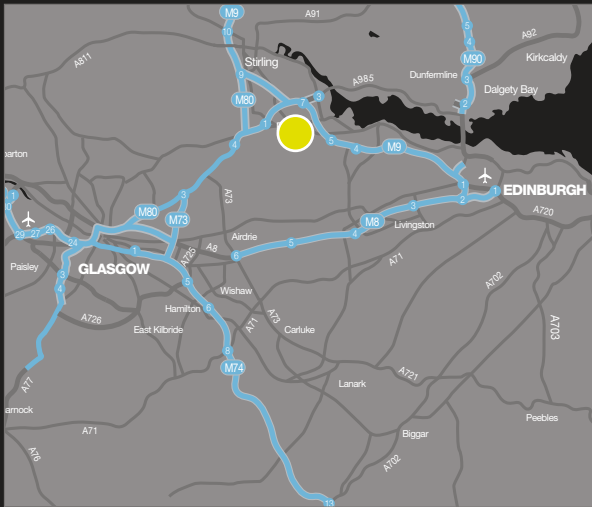 M9
A91
5
A92
10
A811
Stirling
4
M90
Kirkcaldy
9
Dunfermline
3
A985
Dalgety Bay
M80
7
3
2
1
4
5
4
M9
arton
1
1
EDINBURGH
A73
3
2
1
M80
M73
3
A720
29
27
26
M8
Livingston
24
Airdrie
4
A8
5
1
A725
6
A71
Paisley
GLASGOW
3
4
5
Wishaw
A702
Hamilton
6
A73
A726
A71
East Kilbride
Carluke
A703
8
M74
A77
A721
Lanark
arnock
Peebles
A71
Biggar
A76
A702
13